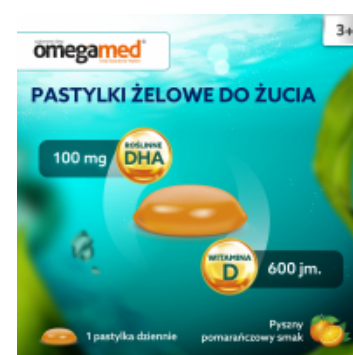 3+
omegamed®
PASTYLKI ŻELOWE DO ŻUCIA
100 mg
ROŚLINNE
DHA
WITAMINA
D
600 jm.
1 pastylka dziennie
Pyszny
pomarańczowy smak